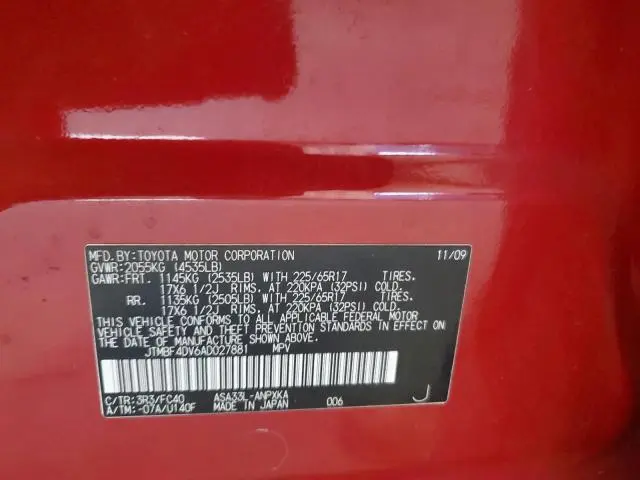 MFD.BY:TOYOTA MOTOR CORPORATION 11/09
GVWR:2055KG (4535LB)
GAWR:FRT. 1145KG (2535LB) WITH 225/65R17 TIRES.
17X6 1/2J RIMS. AT 220KPA (32PSI) COLD.
RR. 1135KG (2505LB) WITH 225/65R17 TIRES.
17X6 1/2J RIMS. AT 220KPA (32PSI) COLD.
THIS VEHICLE CONFORMS TO ALL APPLICABLE FEDERAL MOTOR
VEHICLE SAFETY AND THEFT PREVENTION STANDARDS IN EFFECT ON
THE DATE OF MANUFACTURE SHOWN ABOVE.
JTMBF4DV6AD027881 MPV
C/TR:3R3/FC40 ASA33L-ANPXKA
A/TM:-07A/U140F MADE IN JAPAN 006 J